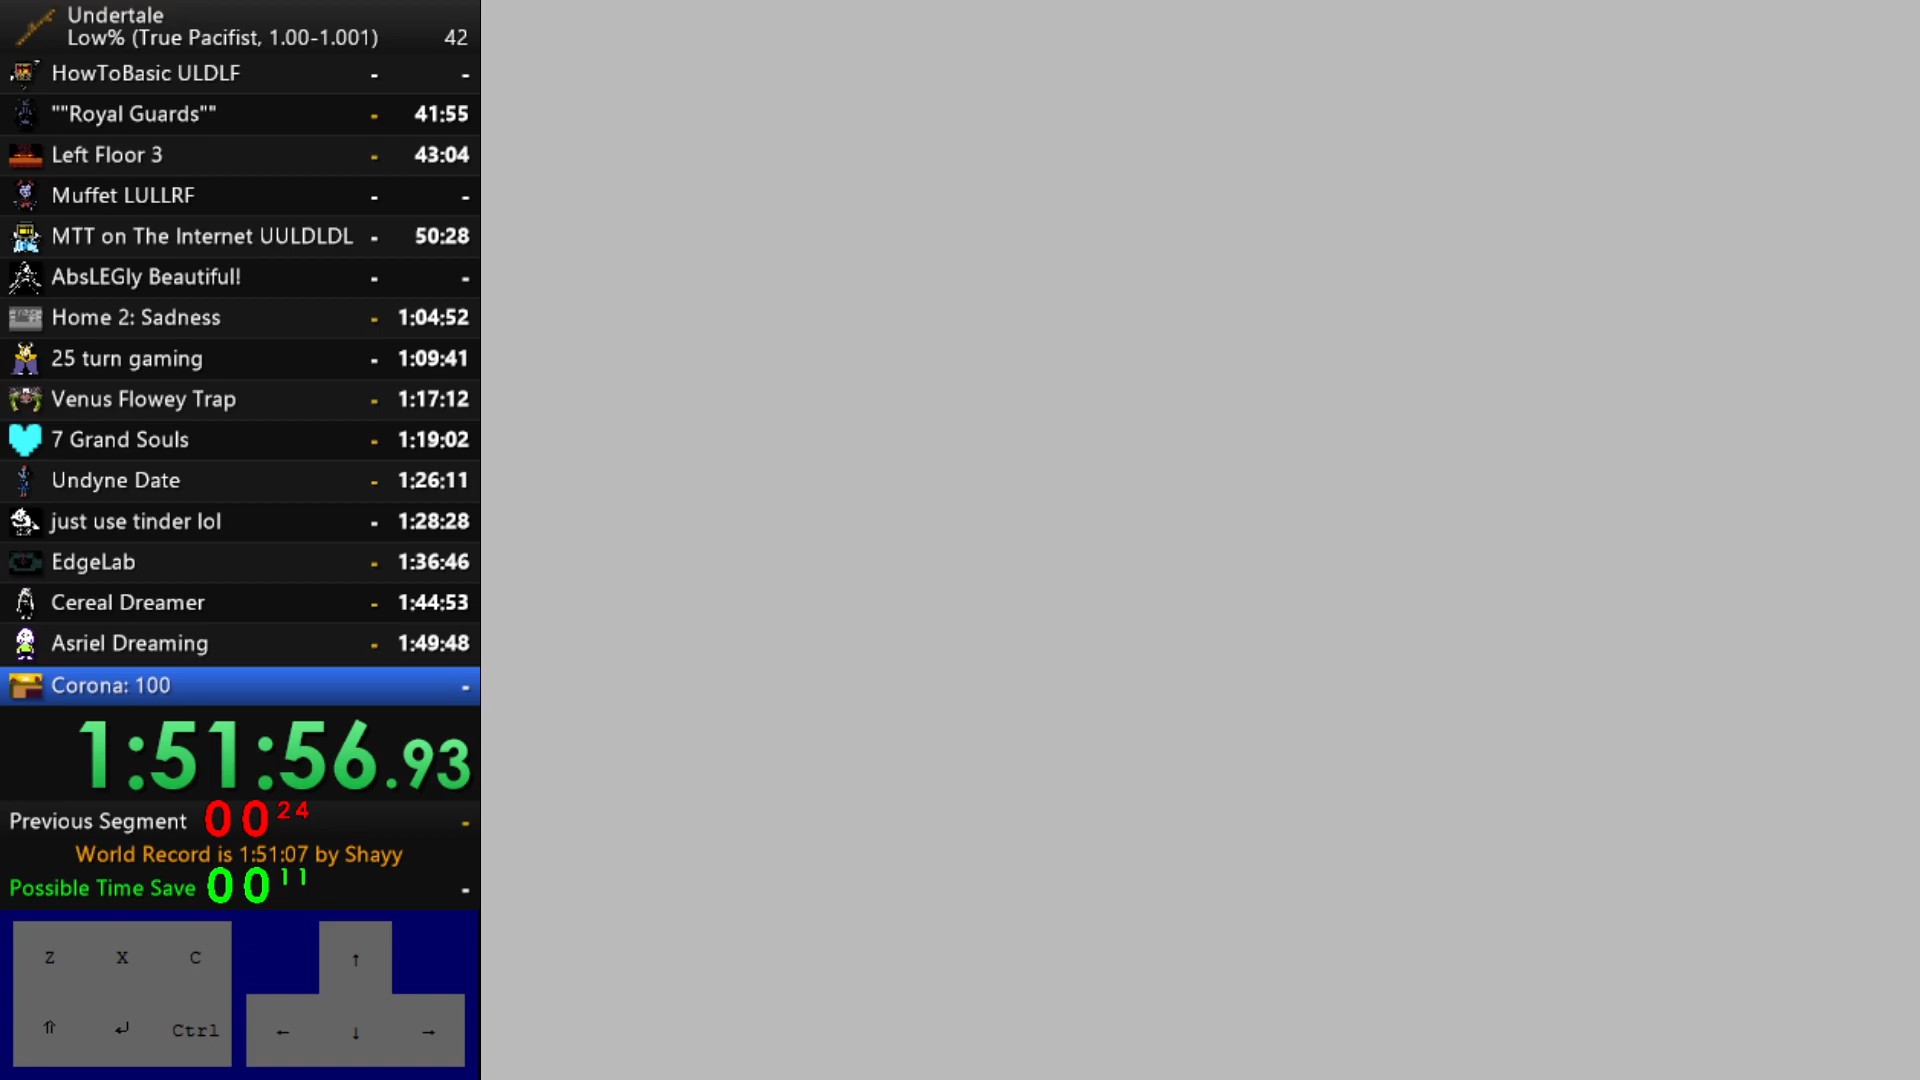 Undertale
Low% (True Pacifist, 1.00-1.001) 42
HowToBasic ULDLF - -
""Royal Guards"" - 41:55
Left Floor 3 - 43:04
Muffet LULLRF - -
MTT on The Internet UULDLDL - 50:28
AbsLEGly Beautiful! - -
Home 2: Sadness - 1:04:52
25 turn gaming - 1:09:41
Venus Flowey Trap - 1:17:12
7 Grand Souls - 1:19:02
Undyne Date - 1:26:11
just use tinder lol - 1:28:28
EdgeLab - 1:36:46
Cereal Dreamer - 1:44:53
Asriel Dreaming - 1:49:48
Corona: 100 -
1:51:56.93
Previous Segment 00 24 -
World Record is 1:51:07 by Shayy
Possible Time Save 00 11 -
Z X C ↑
⇑ ↵ Ctrl ← ↓ →